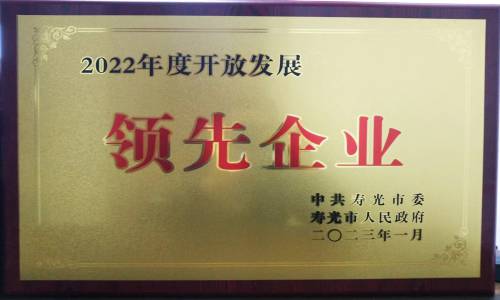 2022年度开放发展
领先企业
中共寿光市委
寿光市人民政府
二〇二三年一月